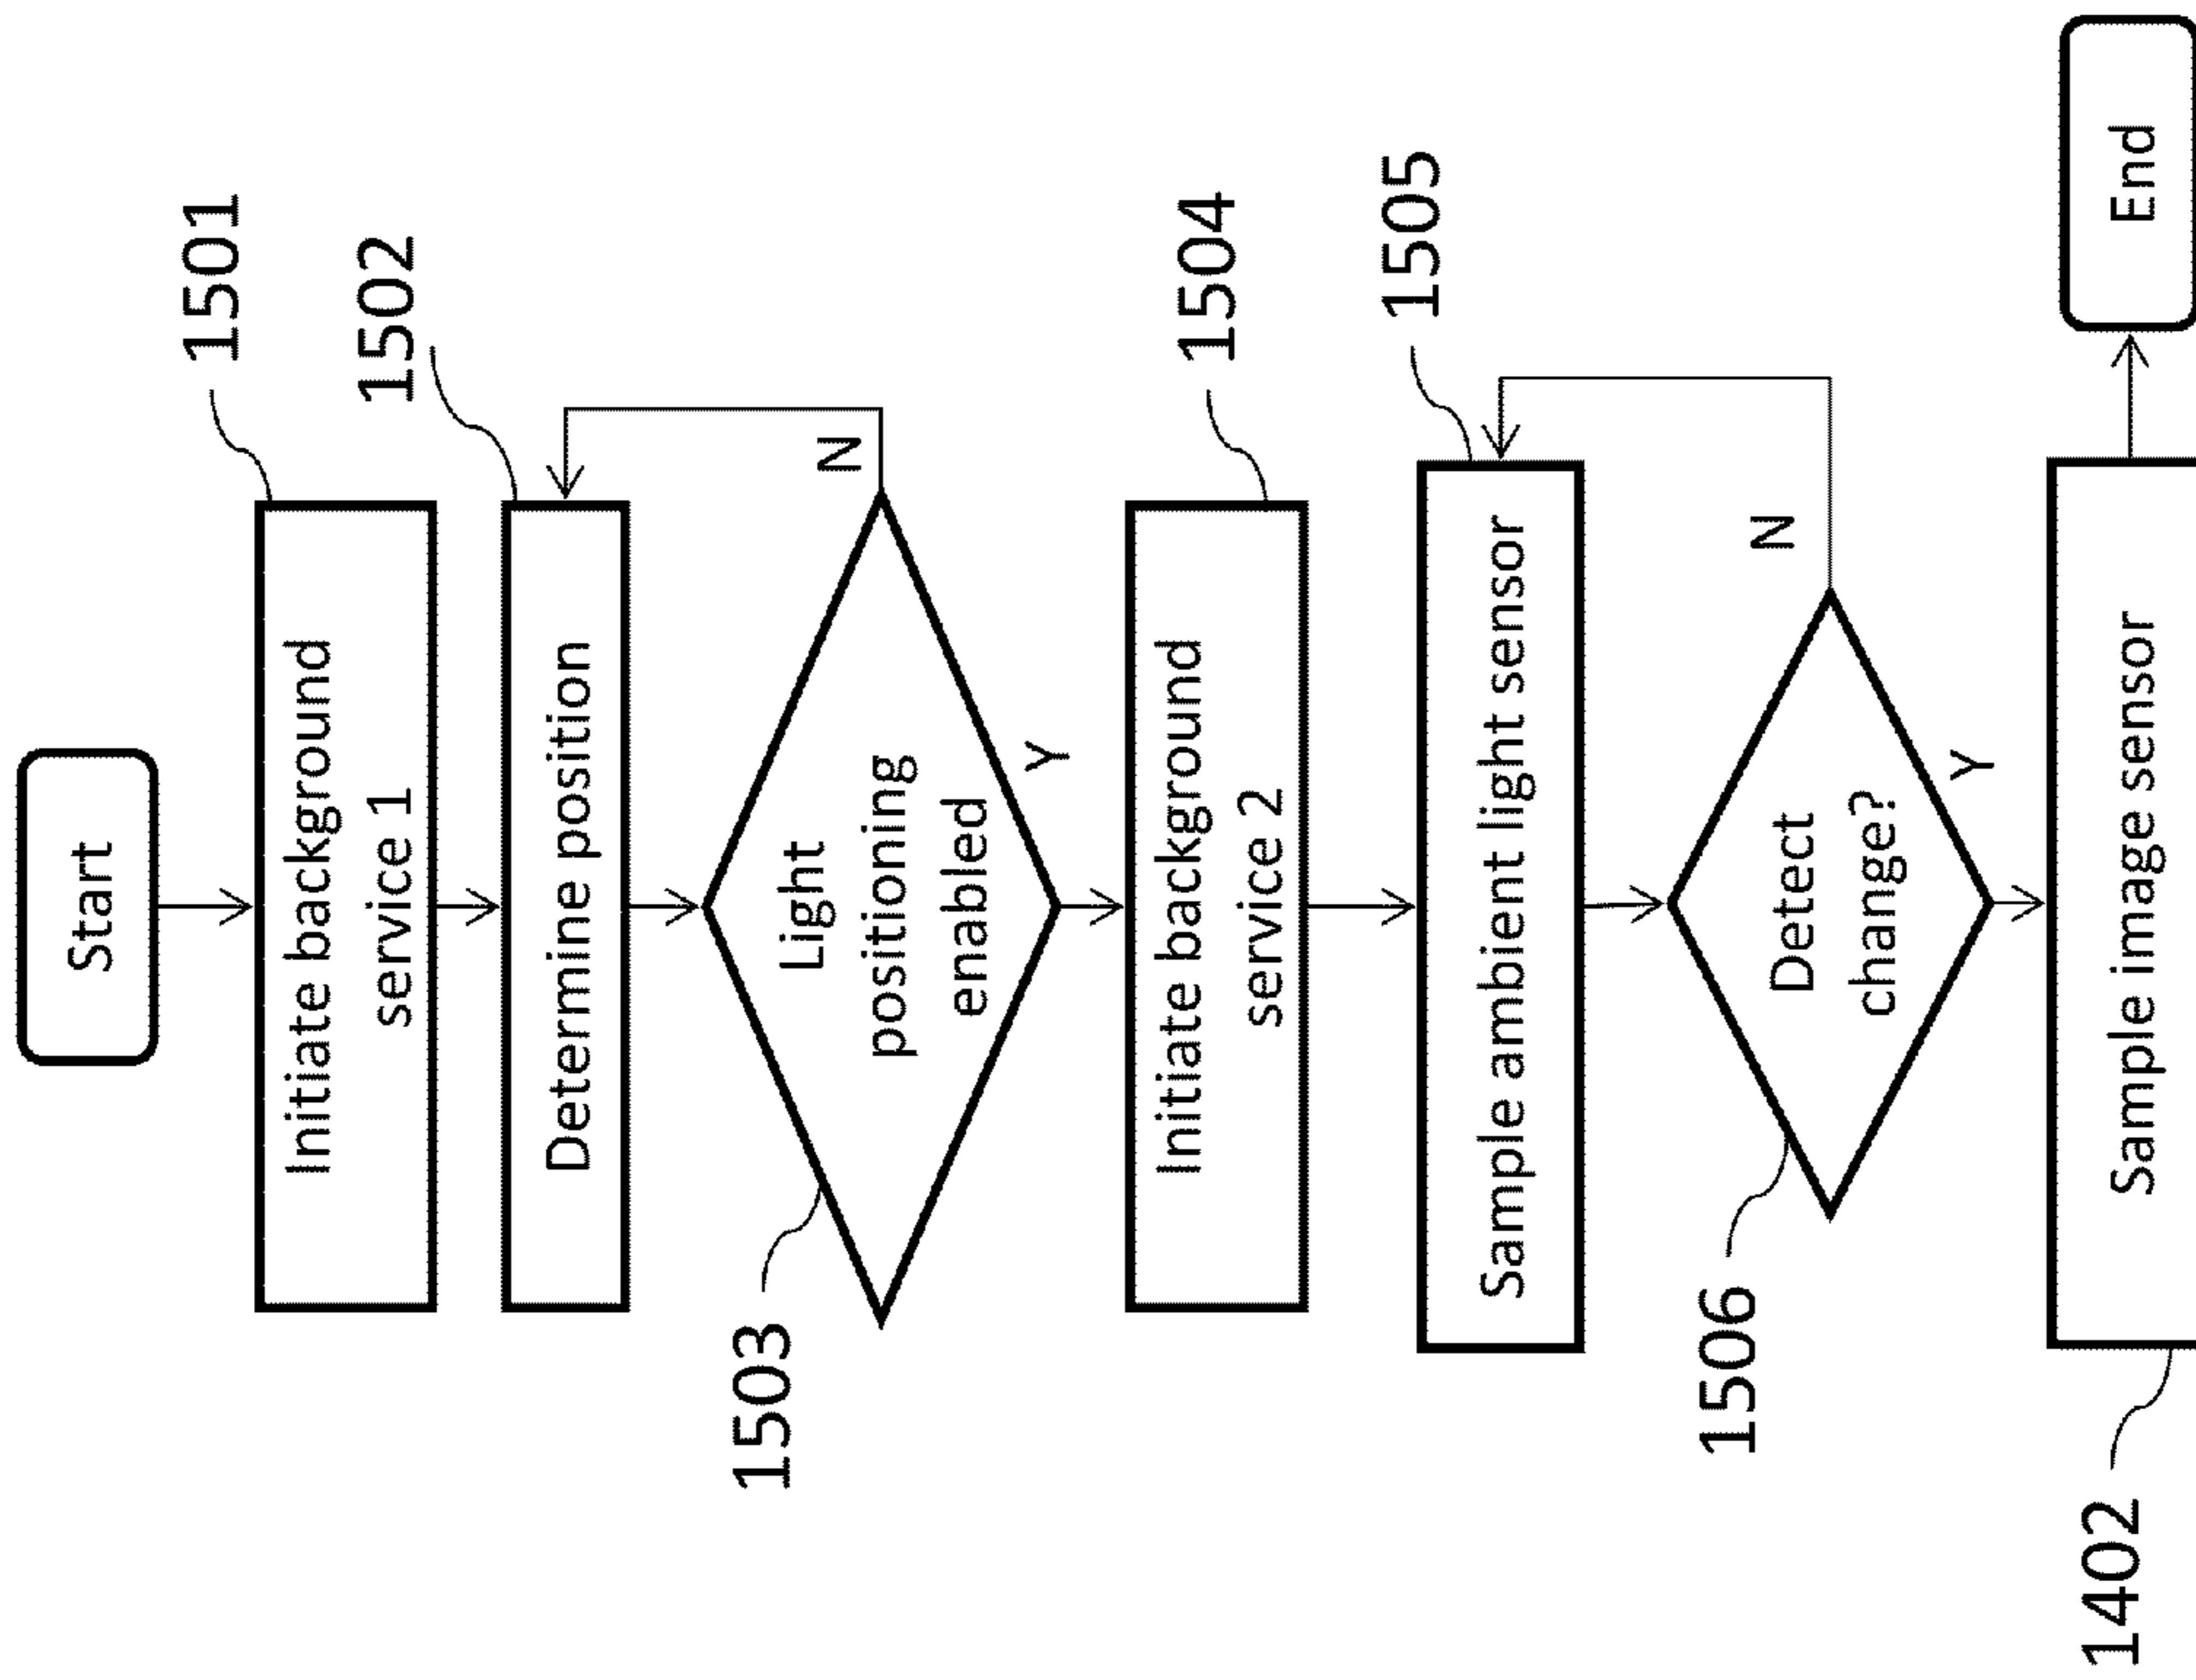 Start
1501
Initiate background
service 1
1502
Determine position
1503
Light
positioning
enabled
N
Y
1504
Initiate background
service 2
1505
Sample ambient light sensor
1506
Detect
change?
N
Y
1402
Sample image sensor
End